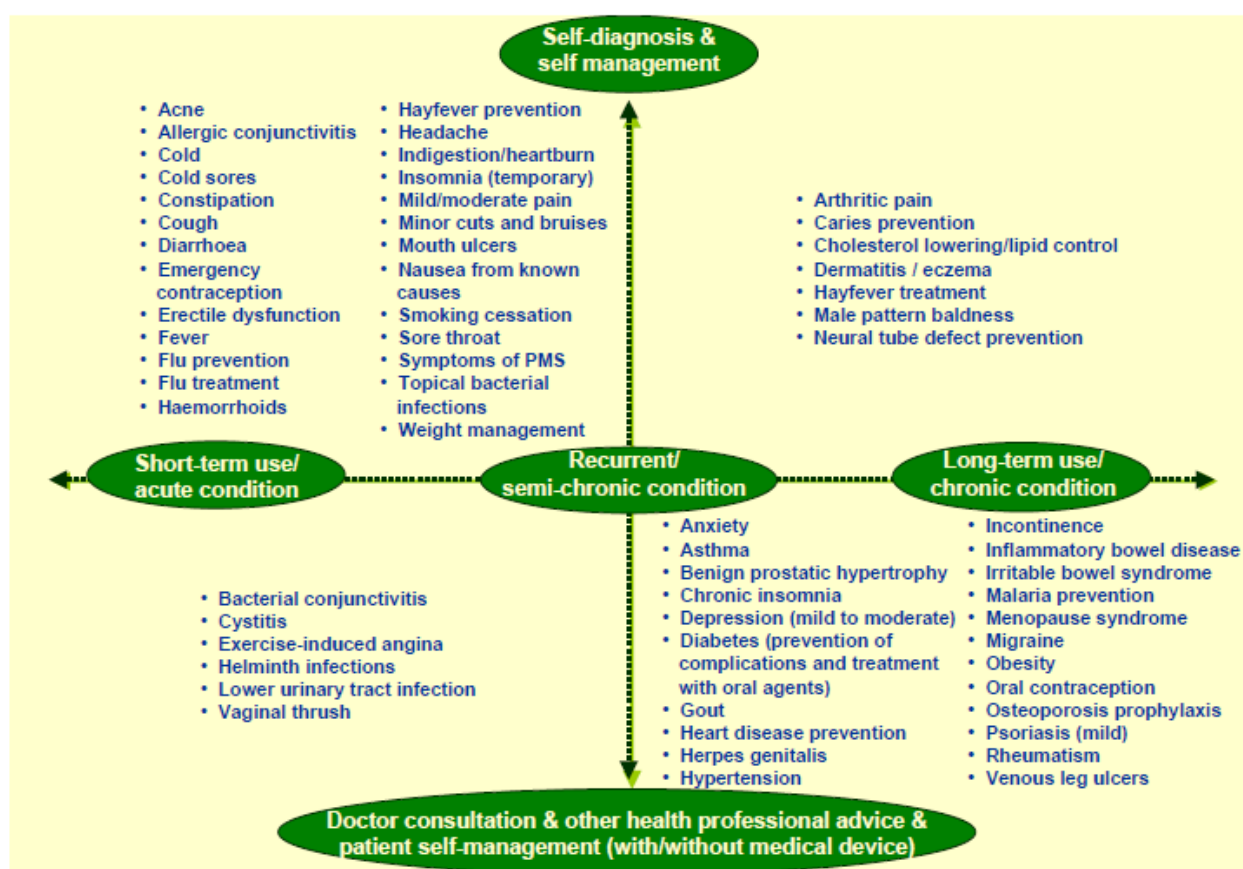 Self-diagnosis &
self management
• Acne
• Allergic conjunctivitis
• Cold
• Cold sores
• Constipation
• Cough
• Diarrhoea
• Emergency
contraception
• Erectile dysfunction
• Fever
• Flu prevention
• Flu treatment
• Haemorrhoids
• Hayfever prevention
• Headache
• Indigestion/heartburn
• Insomnia (temporary)
• Mild/moderate pain
• Minor cuts and bruises
• Mouth ulcers
• Nausea from known
causes
• Smoking cessation
• Sore throat
• Symptoms of PMS
• Topical bacterial
infections
• Weight management
• Arthritic pain
• Caries prevention
• Cholesterol lowering/lipid control
• Dermatitis / eczema
• Hayfever treatment
• Male pattern baldness
• Neural tube defect prevention
Short-term use/
acute condition
Recurrent/
semi-chronic condition
Long-term use/
chronic condition
• Bacterial conjunctivitis
• Cystitis
• Exercise-induced angina
• Helminth infections
• Lower urinary tract infection
• Vaginal thrush
• Anxiety
• Asthma
• Benign prostatic hypertrophy
• Chronic insomnia
• Depression (mild to moderate)
• Diabetes (prevention of
complications and treatment
with oral agents)
• Gout
• Heart disease prevention
• Herpes genitalis
• Hypertension
• Incontinence
• Inflammatory bowel disease
• Irritable bowel syndrome
• Malaria prevention
• Menopause syndrome
• Migraine
• Obesity
• Oral contraception
• Osteoporosis prophylaxis
• Psoriasis (mild)
• Rheumatism
• Venous leg ulcers
Doctor consultation & other health professional advice &
patient self-management (with/without medical device)